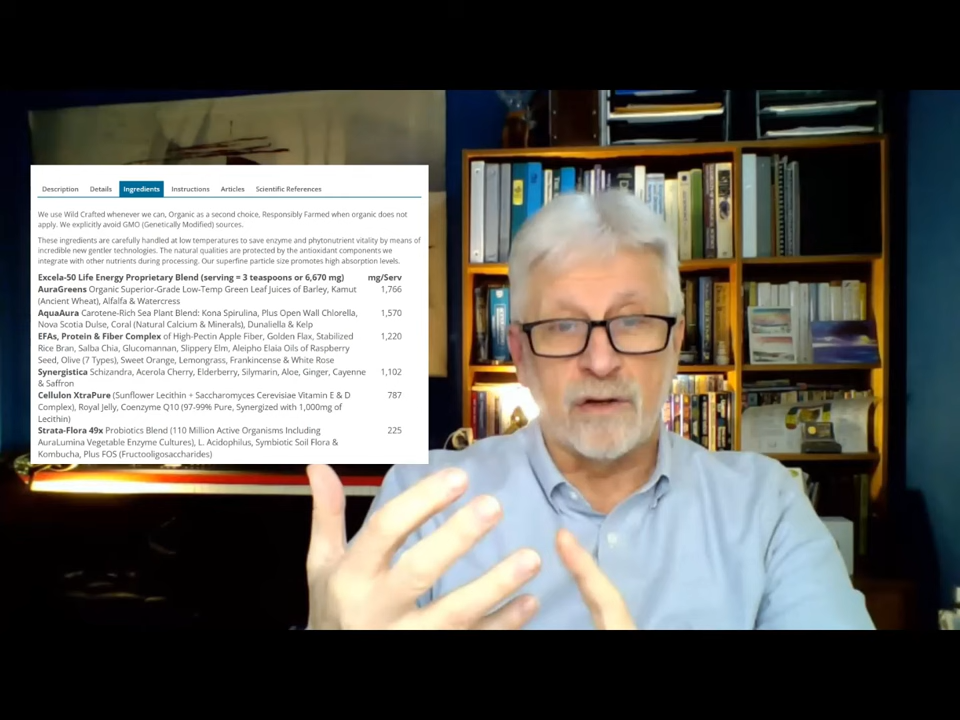 Description Details Ingredients Instructions Articles Scientific References
We use Wild Crafted whenever we can, Organic as a second choice, Responsibly Farmed when organic does not
apply. We explicitly avoid GMO (Genetically Modified) sources.
These ingredients are carefully handled at low temperatures to save enzyme and phytonutrient vitality by means of
incredible new gentler technologies. The natural qualities are protected by the antioxidant components we
integrate with other nutrients during processing. Our superfine particle size promotes high absorption levels.
Excela-50 Life Energy Proprietary Blend (serving = 3 teaspoons or 6,670 mg) mg/Serv
AuraGreens Organic Superior-Grade Low-Temp Green Leaf Juices of Barley, Kamut 1,766
(Ancient Wheat), Alfalfa & Watercress
AquaAura Carotene-Rich Sea Plant Blend: Kona Spirulina, Plus Open Wall Chlorella, 1,570
Nova Scotia Dulse, Coral (Natural Calcium & Minerals), Dunaliella & Kelp
EFAs, Protein & Fiber Complex of High-Pectin Apple Fiber, Golden Flax, Stabilized 1,220
Rice Bran, Salba Chia, Glucomannan, Slippery Elm, Aleipho Elaia Oils of Raspberry
Seed, Olive (7 Types), Sweet Orange, Lemongrass, Frankincense & White Rose
Synergistica Schizandra, Acerola Cherry, Elderberry, Silymarin, Aloe, Ginger, Cayenne 1,102
& Saffron
Cellulon XtraPure (Sunflower Lecithin + Saccharomyces Cerevisiae Vitamin E & D 787
Complex), Royal Jelly, Coenzyme Q10 (97-99% Pure, Synergized with 1,000mg of
Lecithin)
Strata-Flora 49x Probiotics Blend (110 Million Active Organisms Including 225
AuraLumina Vegetable Enzyme Cultures), L. Acidophilus, Symbiotic Soil Flora &
Kombucha, Plus FOS (Fructooligosaccharides)